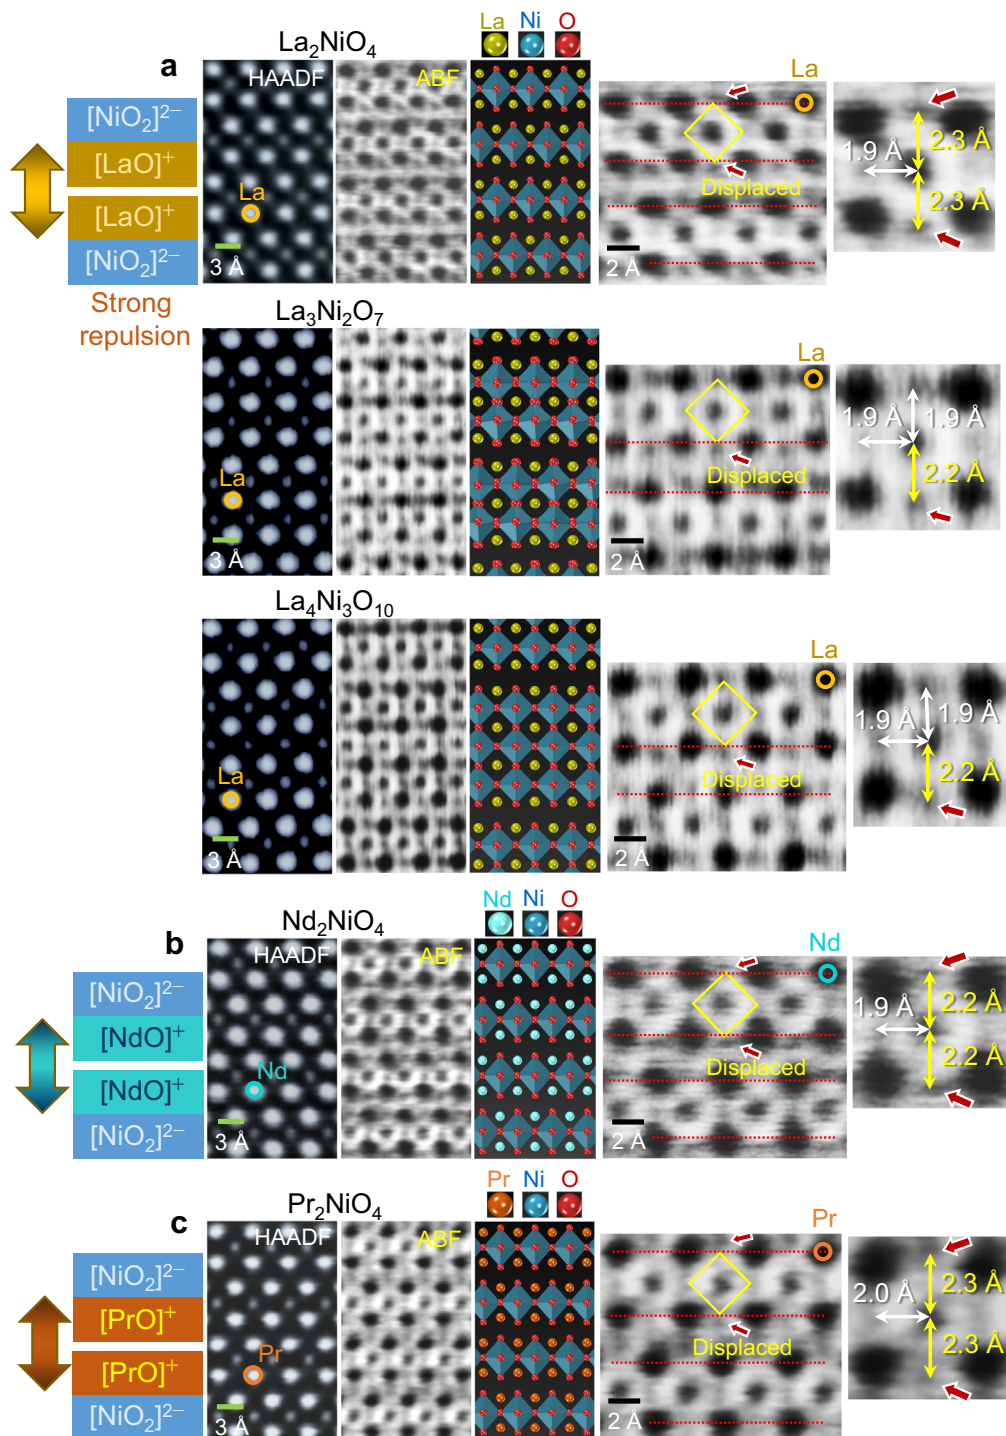 La Ni O
La₂NiO₄
a
HAADF
ABF
La
[NiO₂]²⁻
[LaO]⁺
[LaO]⁺
[NiO₂]²⁻
Strong
repulsion
La
3 Å
Displaced
2 Å
1.9 Å
2.3 Å
2.3 Å
La₃Ni₂O₇
La
La
3 Å
Displaced
2 Å
1.9 Å
1.9 Å
2.2 Å
La₄Ni₃O₁₀
La
La
3 Å
Displaced
2 Å
1.9 Å
1.9 Å
2.2 Å
Nd Ni O
Nd₂NiO₄
b
HAADF
ABF
Nd
[NiO₂]²⁻
[NdO]⁺
[NdO]⁺
[NiO₂]²⁻
Nd
3 Å
Displaced
2 Å
1.9 Å
2.2 Å
2.2 Å
Pr Ni O
Pr₂NiO₄
c
HAADF
ABF
Pr
[NiO₂]²⁻
[PrO]⁺
[PrO]⁺
[NiO₂]²⁻
Pr
3 Å
Displaced
2 Å
2.0 Å
2.3 Å
2.3 Å